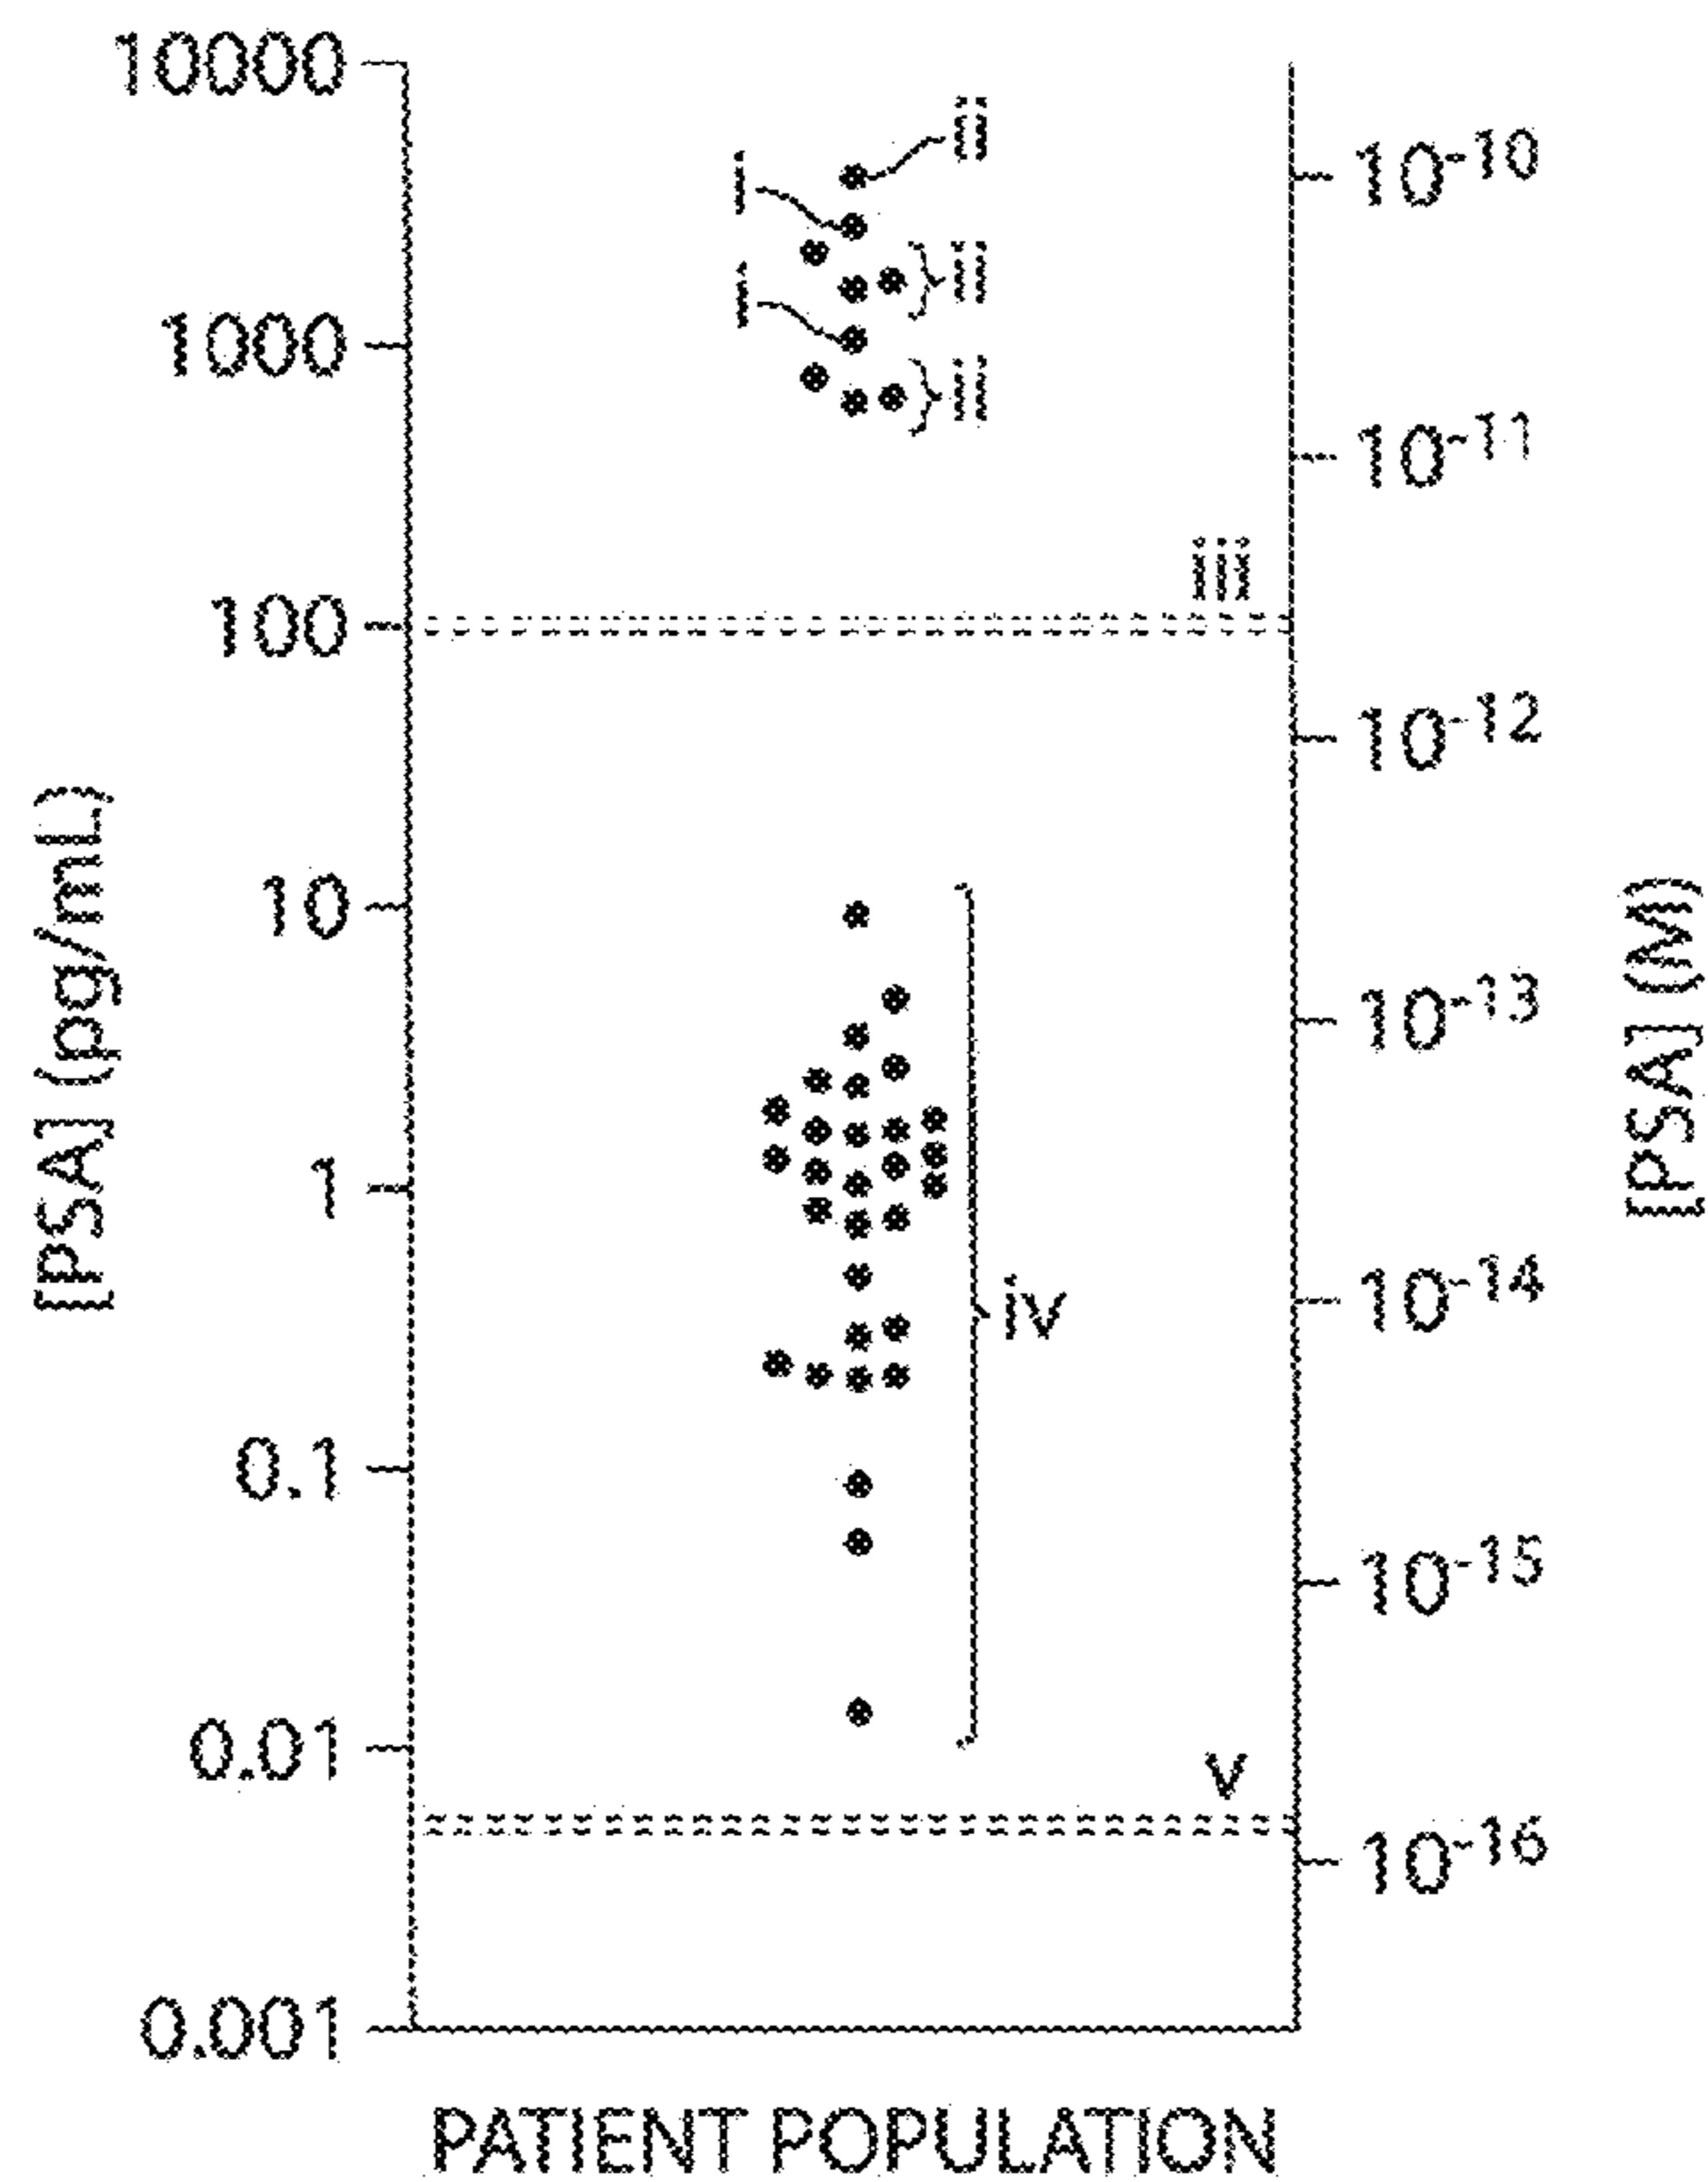 10000
1000
100
10
1
0.1
0.01
0.001
[PSA] (pg/mL)
ii
i
ii
i
ii
iii
iv
v
10-10
10-11
10-12
10-13
10-14
10-15
10-16
[PSA] (M)
PATIENT POPULATION